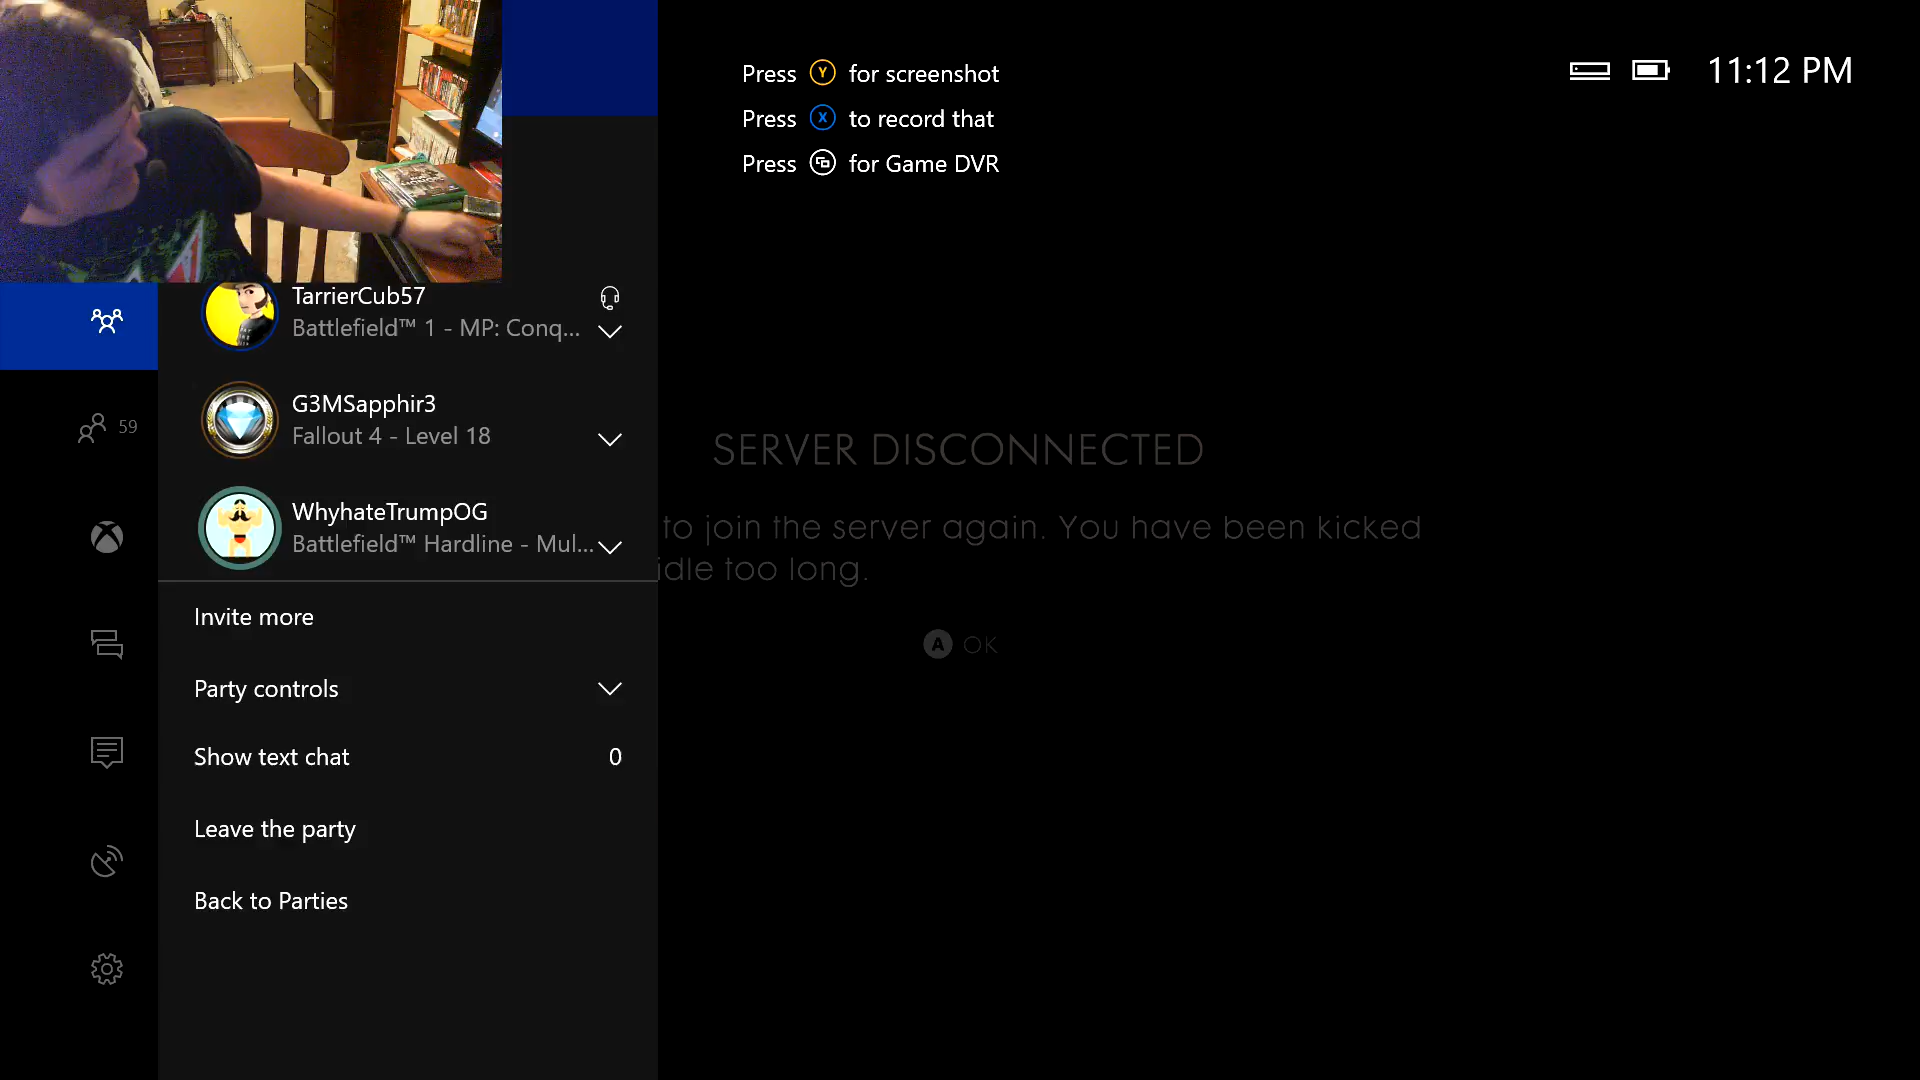 Press Y for screenshot
Press X to record that
Press for Game DVR
11:12 PM
TarrierCub57
Battlefield™ 1 - MP: Conq...
59
G3MSapphir3
Fallout 4 - Level 18
WhyhateTrumpOG
Battlefield™ Hardline - Mul...
SERVER DISCONNECTED
to join the server again. You have been kicked
idle too long.
A OK
Invite more
Party controls
Show text chat 0
Leave the party
Back to Parties